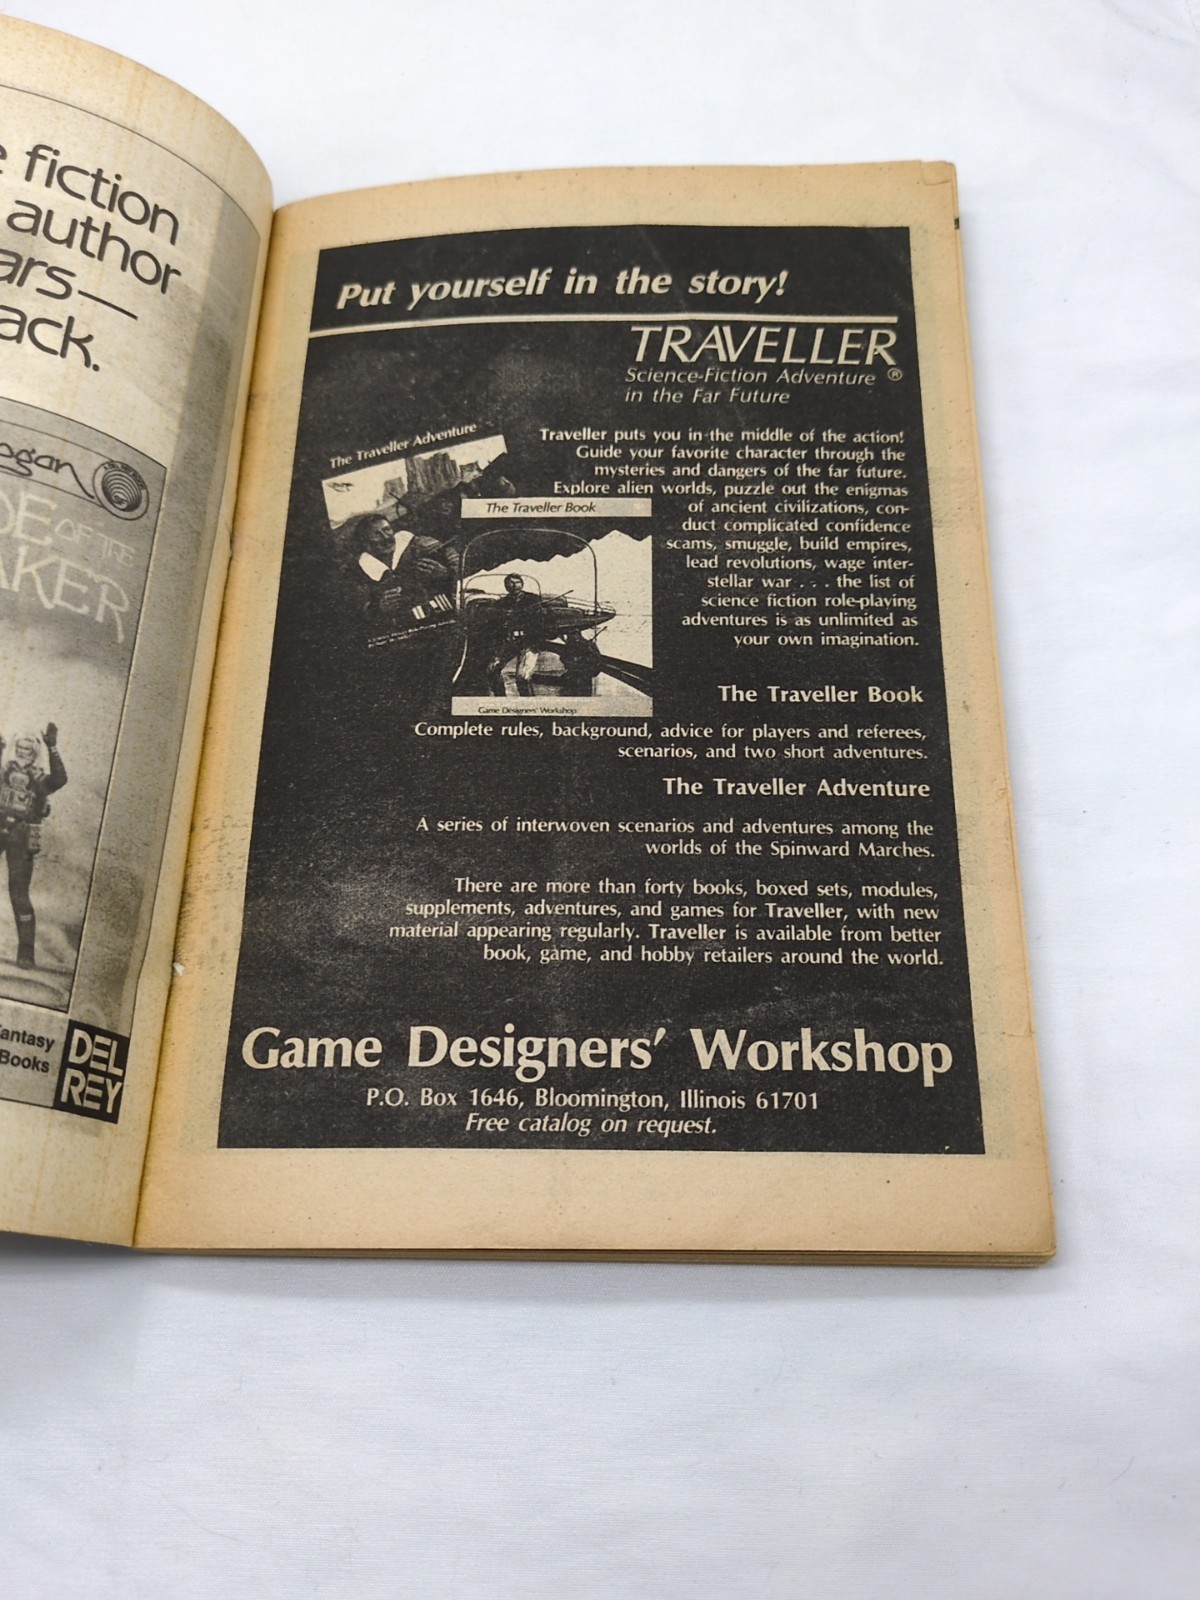 fiction
author
ars—
ack.
ogan
OF THE
AKER
antasy
Books
DEL
REY
Put yourself in the story!
TRAVELLER
Science-Fiction Adventure ®
in the Far Future
Traveller puts you in the middle of the action!
Guide your favorite character through the
mysteries and dangers of the far future.
Explore alien worlds, puzzle out the enigmas
of ancient civilizations, con-
duct complicated confidence
scams, smuggle, build empires,
lead revolutions, wage inter-
stellar war . . . the list of
science fiction role-playing
adventures is as unlimited as
your own imagination.
The Traveller Adventure
The Traveller Book
Game Designers' Workshop
The Traveller Book
Complete rules, background, advice for players and referees,
scenarios, and two short adventures.
The Traveller Adventure
A series of interwoven scenarios and adventures among the
worlds of the Spinward Marches.
There are more than forty books, boxed sets, modules,
supplements, adventures, and games for Traveller, with new
material appearing regularly. Traveller is available from better
book, game, and hobby retailers around the world.
Game Designers' Workshop
P.O. Box 1646, Bloomington, Illinois 61701
Free catalog on request.